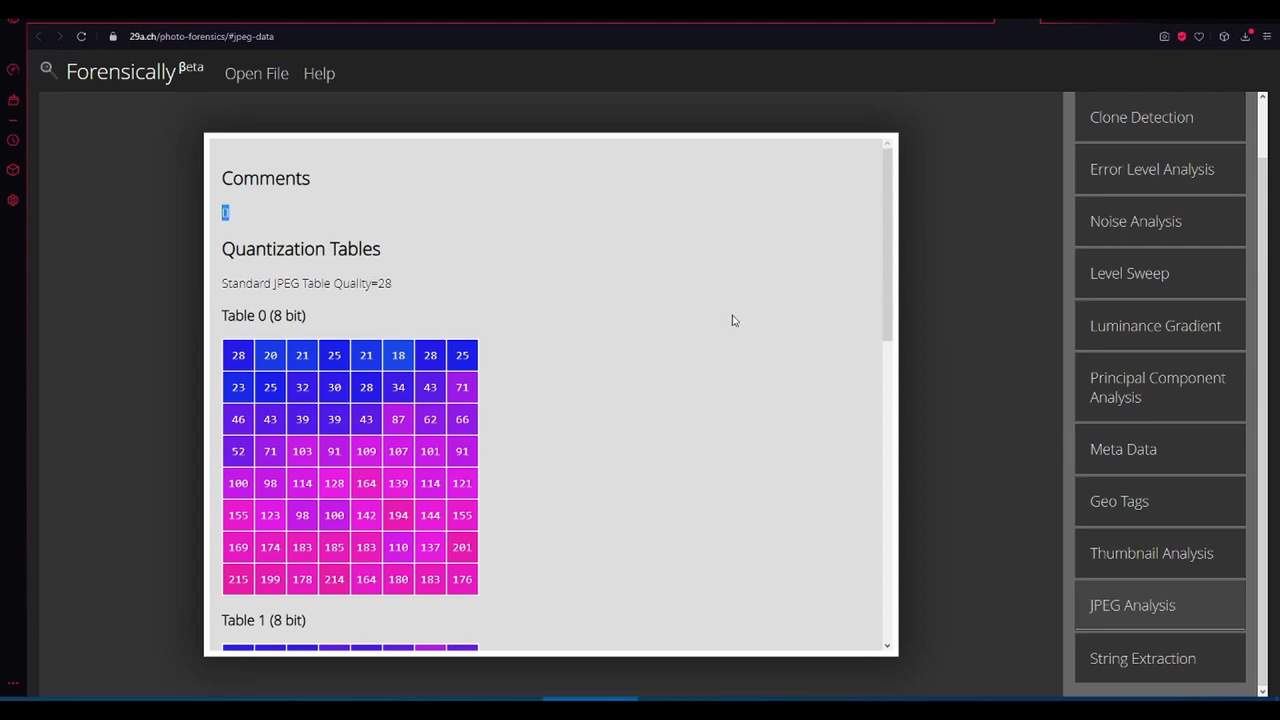 29a.ch/photo-forensics/#jpeg-data
Forensically βeta Open File Help
Comments
0
Quantization Tables
Standard JPEG Table Quality=28
Table 0 (8 bit)
28 20 21 25 21 18 28 25
23 25 32 30 28 34 43 71
46 43 39 39 43 87 62 66
52 71 103 91 109 107 101 91
100 98 114 128 164 139 114 121
155 123 98 100 142 194 144 155
169 174 183 185 183 110 137 201
215 199 178 214 164 180 183 176
Table 1 (8 bit)
Clone Detection
Error Level Analysis
Noise Analysis
Level Sweep
Luminance Gradient
Principal Component
Analysis
Meta Data
Geo Tags
Thumbnail Analysis
JPEG Analysis
String Extraction